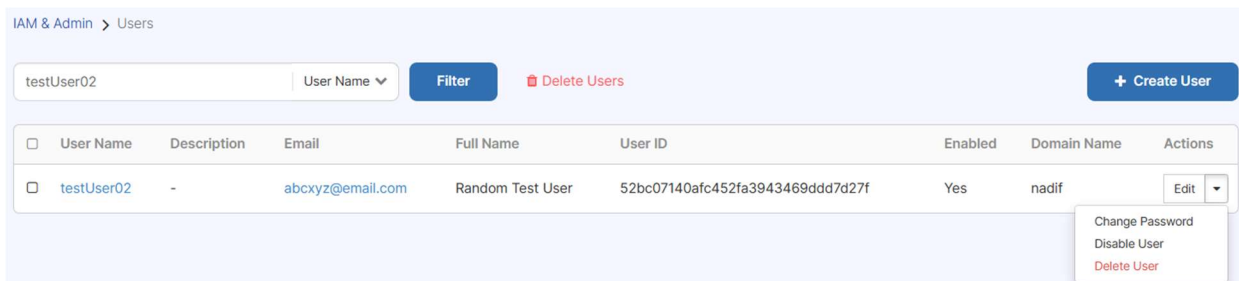 IAM & Admin > Users
testUser02 User Name Filter Delete Users + Create User
User Name Description Email Full Name User ID Enabled Domain Name Actions
testUser02 - abcxyz@email.com Random Test User 52bc07140afc452fa3943469ddd7d27f Yes nadif Edit
Change Password
Disable User
Delete User